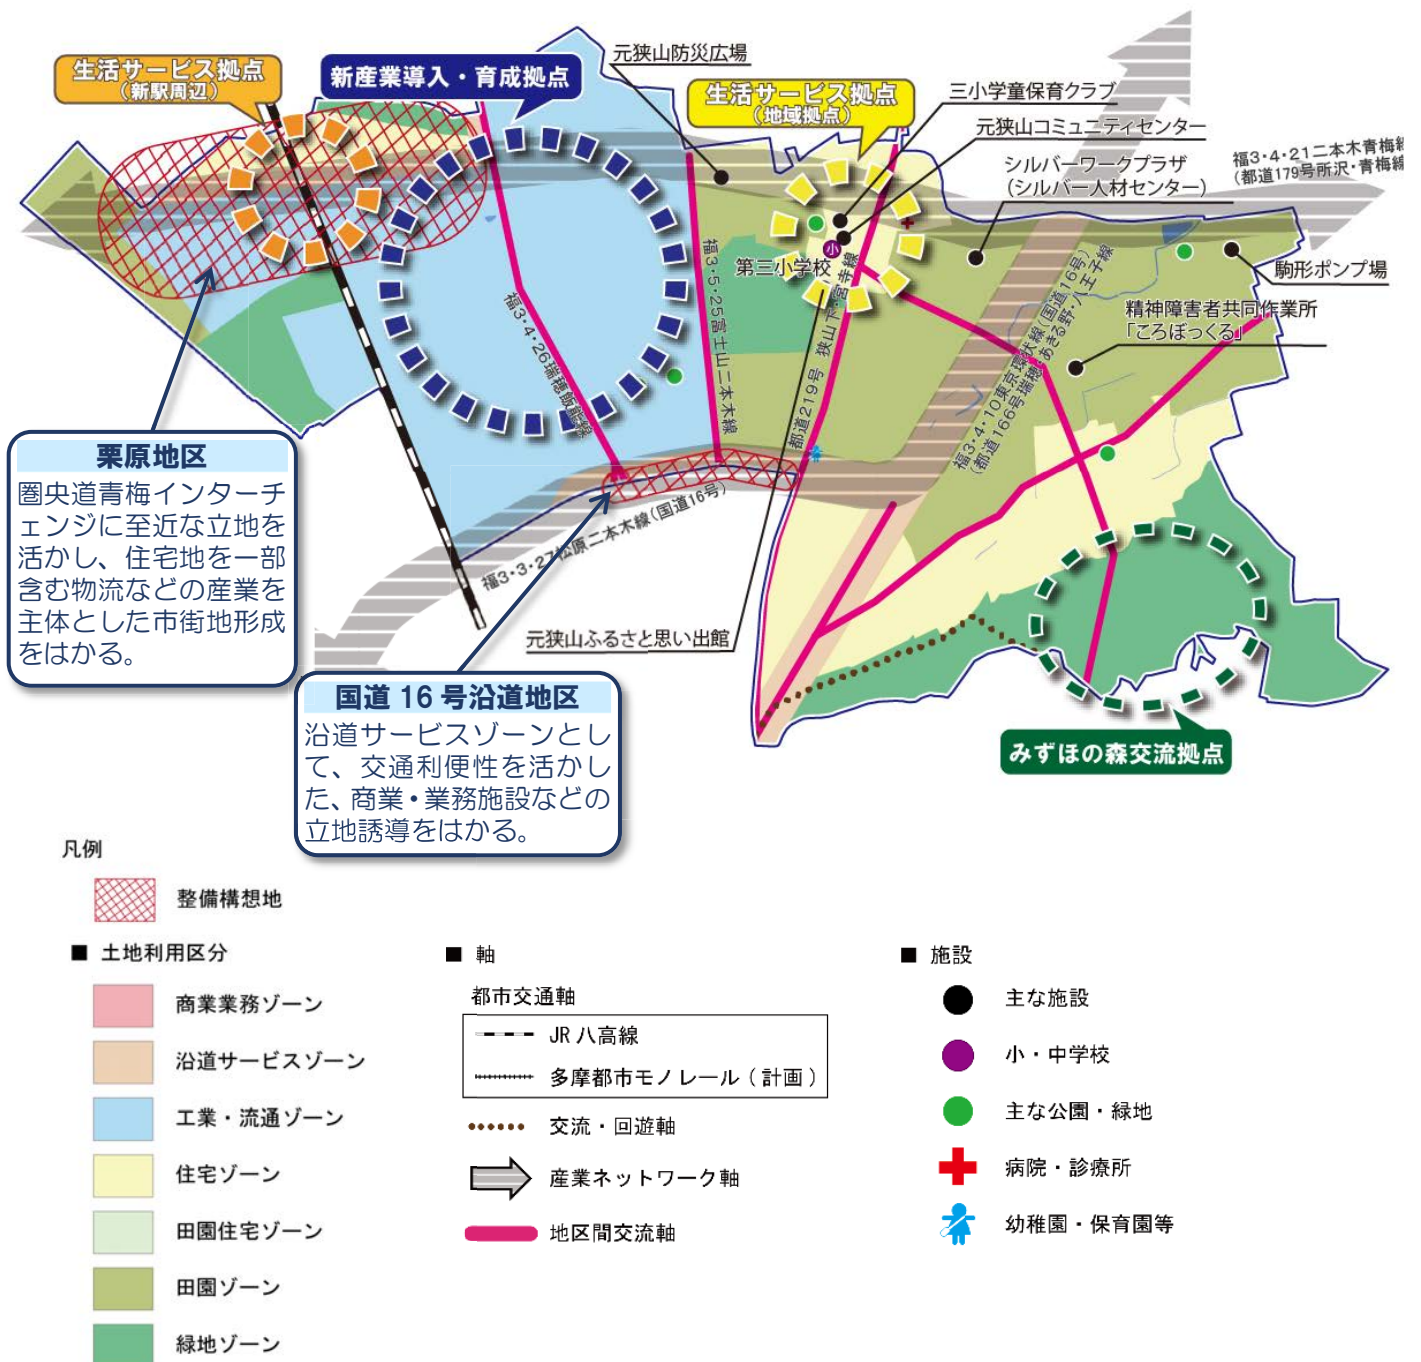 生活サービス拠点
(新駅周辺)
新産業導入・育成拠点
元狭山防災広場
生活サービス拠点
(地域拠点)
三小学童保育クラブ
元狭山コミュニティセンター
シルバーワークプラザ
(シルバー人材センター)
福3・4・21二本木青梅線
(都道179号所沢・青梅線)
小
第三小学校
駒形ポンプ場
精神障害者共同作業所
「ころぼっくる」
福3・4・26瑞穂飯能線
福3・5・25富士山二本木線
都道219号 狭山下・宮寺線
福3・4・10東京環状線(国道16号)
(都道166号瑞穂・あきる野・八王子線)
福3・3・27松原二本木線(国道16号)
栗原地区
圏央道青梅インターチ
ェンジに至近な立地を
活かし、住宅地を一部
含む物流などの産業を
主体とした市街地形成
をはかる。
元狭山ふるさと思い出館
国道 16 号沿道地区
沿道サービスゾーンとし
て、交通利便性を活かし
た、商業・業務施設などの
立地誘導をはかる。
みずほの森交流拠点
凡例
整備構想地
■ 土地利用区分
商業業務ゾーン
沿道サービスゾーン
工業・流通ゾーン
住宅ゾーン
田園住宅ゾーン
田園ゾーン
緑地ゾーン
■ 軸
都市交通軸
JR 八高線
多摩都市モノレール(計画)
交流・回遊軸
産業ネットワーク軸
地区間交流軸
■ 施設
主な施設
小・中学校
主な公園・緑地
病院・診療所
幼稚園・保育園等